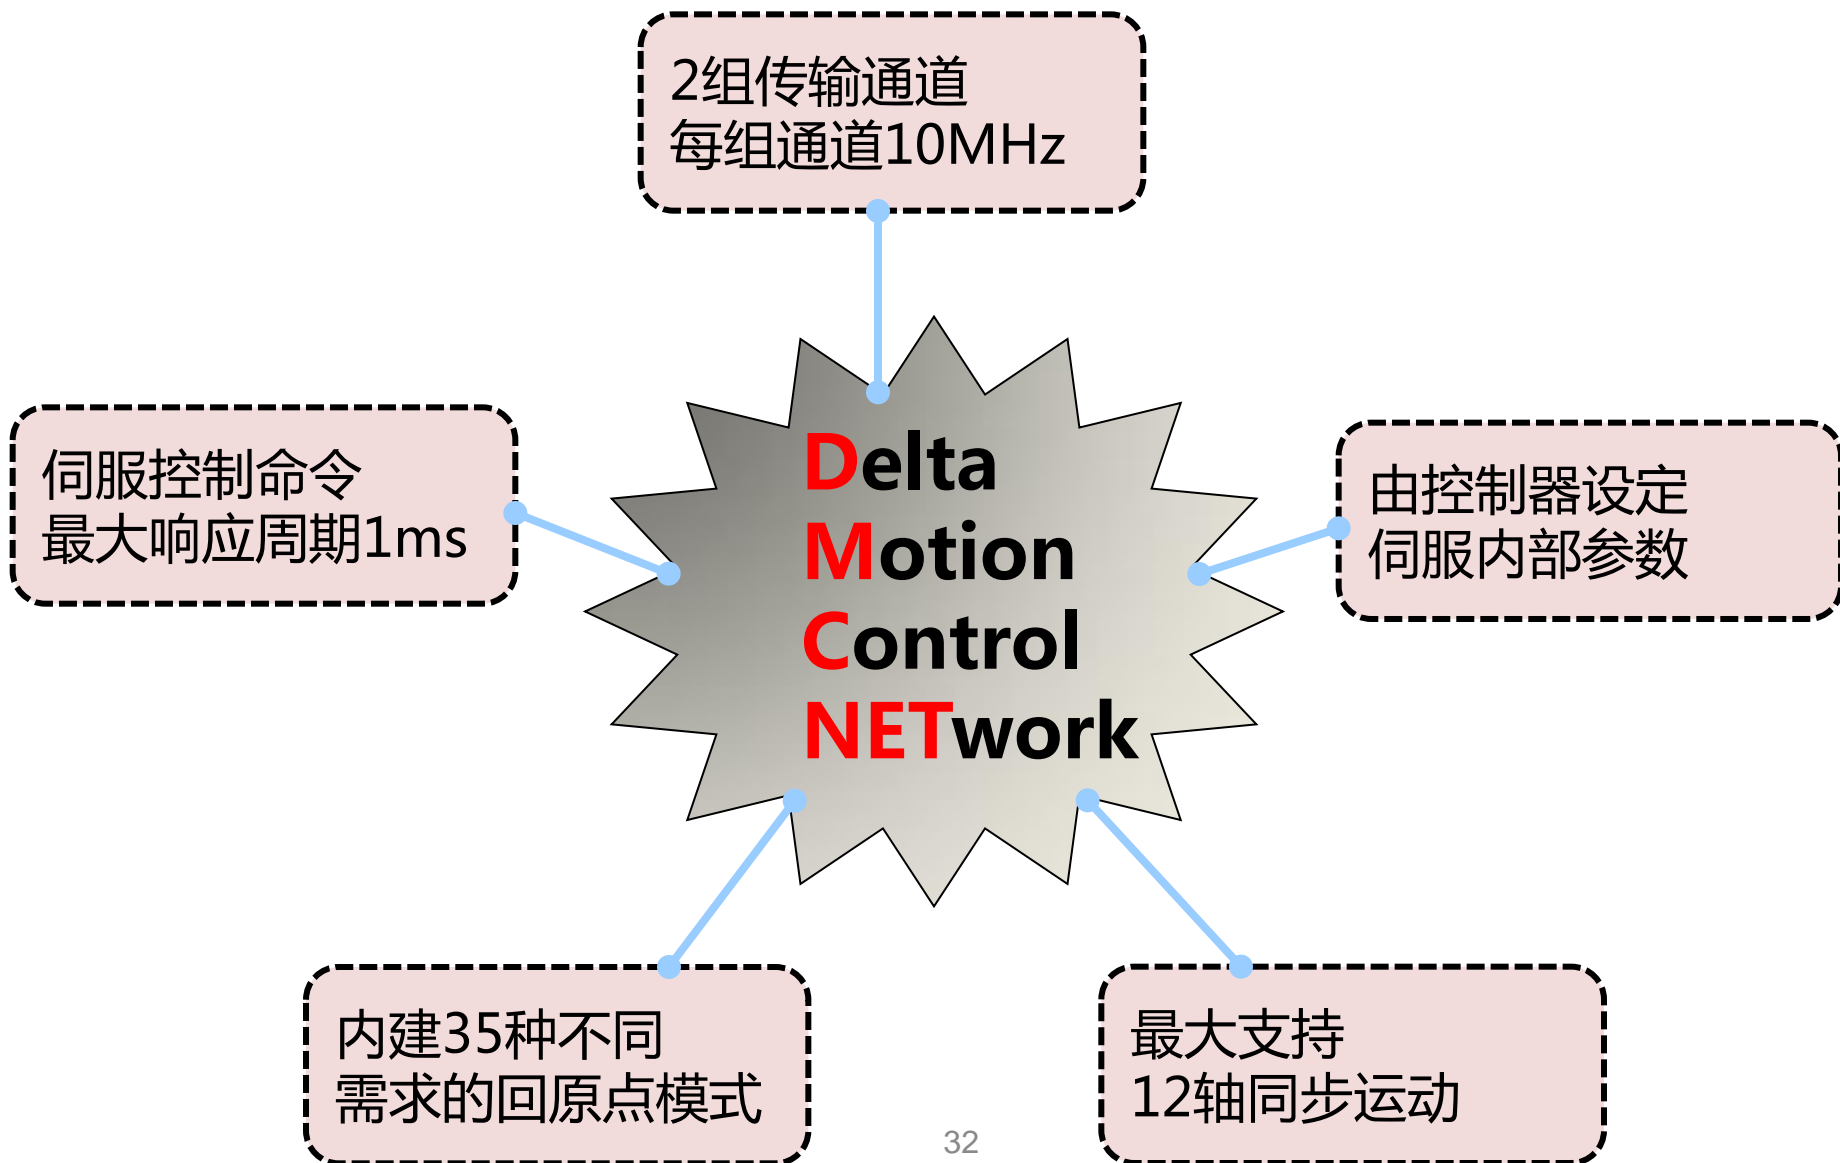 2组传输通道
每组通道10MHz
伺服控制命令
最大响应周期1ms
Delta
Motion
Control
NETwork
由控制器设定
伺服内部参数
内建35种不同
需求的回原点模式
最大支持
12轴同步运动
32